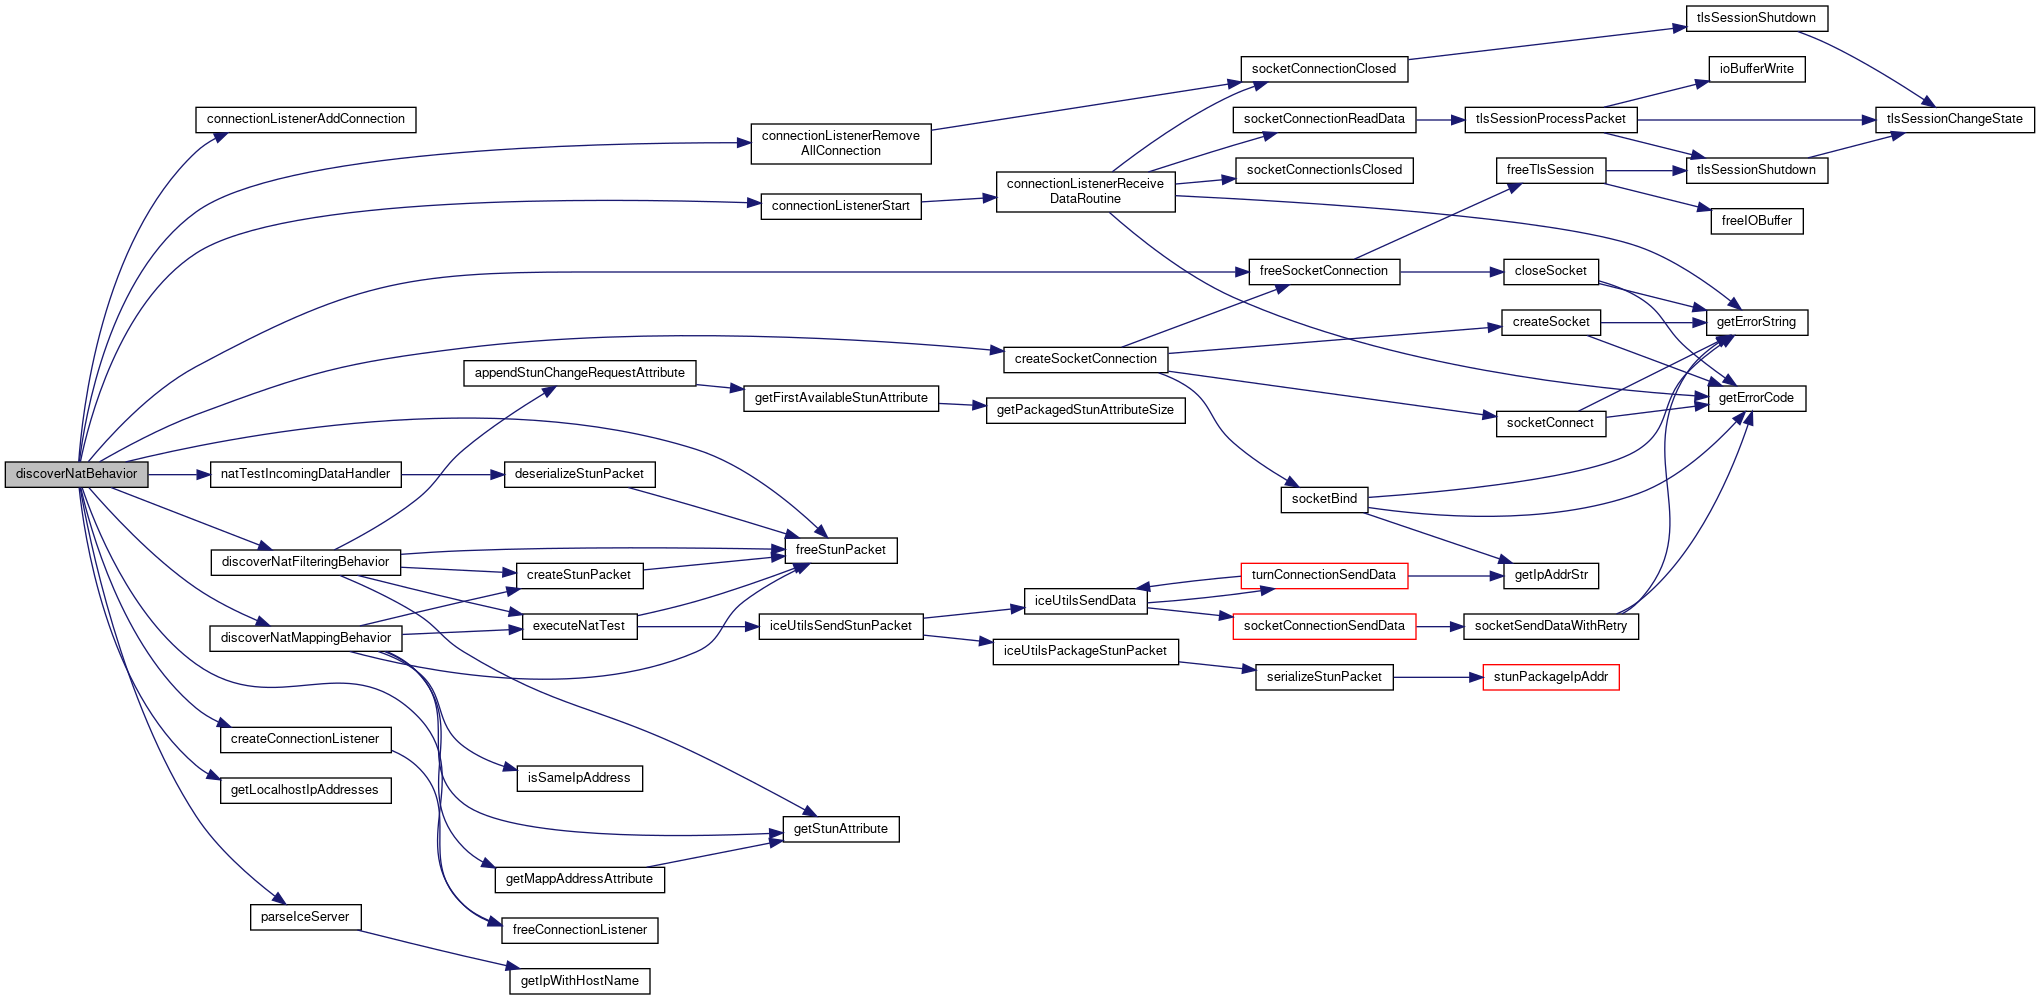 tlsSessionShutdown
socketConnectionClosed
ioBufferWrite
connectionListenerAddConnection
socketConnectionReadData
tlsSessionProcessPacket
tlsSessionChangeState
connectionListenerRemove
AllConnection
socketConnectionIsClosed
freeTlsSession
tlsSessionShutdown
connectionListenerReceive
DataRoutine
connectionListenerStart
freeIOBuffer
freeSocketConnection
closeSocket
createSocket
getErrorString
createSocketConnection
appendStunChangeRequestAttribute
getFirstAvailableStunAttribute
getPackagedStunAttributeSize
getErrorCode
socketConnect
discoverNatBehavior
natTestIncomingDataHandler
deserializeStunPacket
socketBind
freeStunPacket
discoverNatFilteringBehavior
createStunPacket
turnConnectionSendData
getIpAddrStr
iceUtilsSendData
executeNatTest
iceUtilsSendStunPacket
socketConnectionSendData
socketSendDataWithRetry
discoverNatMappingBehavior
iceUtilsPackageStunPacket
serializeStunPacket
stunPackageIpAddr
createConnectionListener
isSameIpAddress
getLocalhostIpAddresses
getStunAttribute
getMappAddressAttribute
parseIceServer
freeConnectionListener
getIpWithHostName